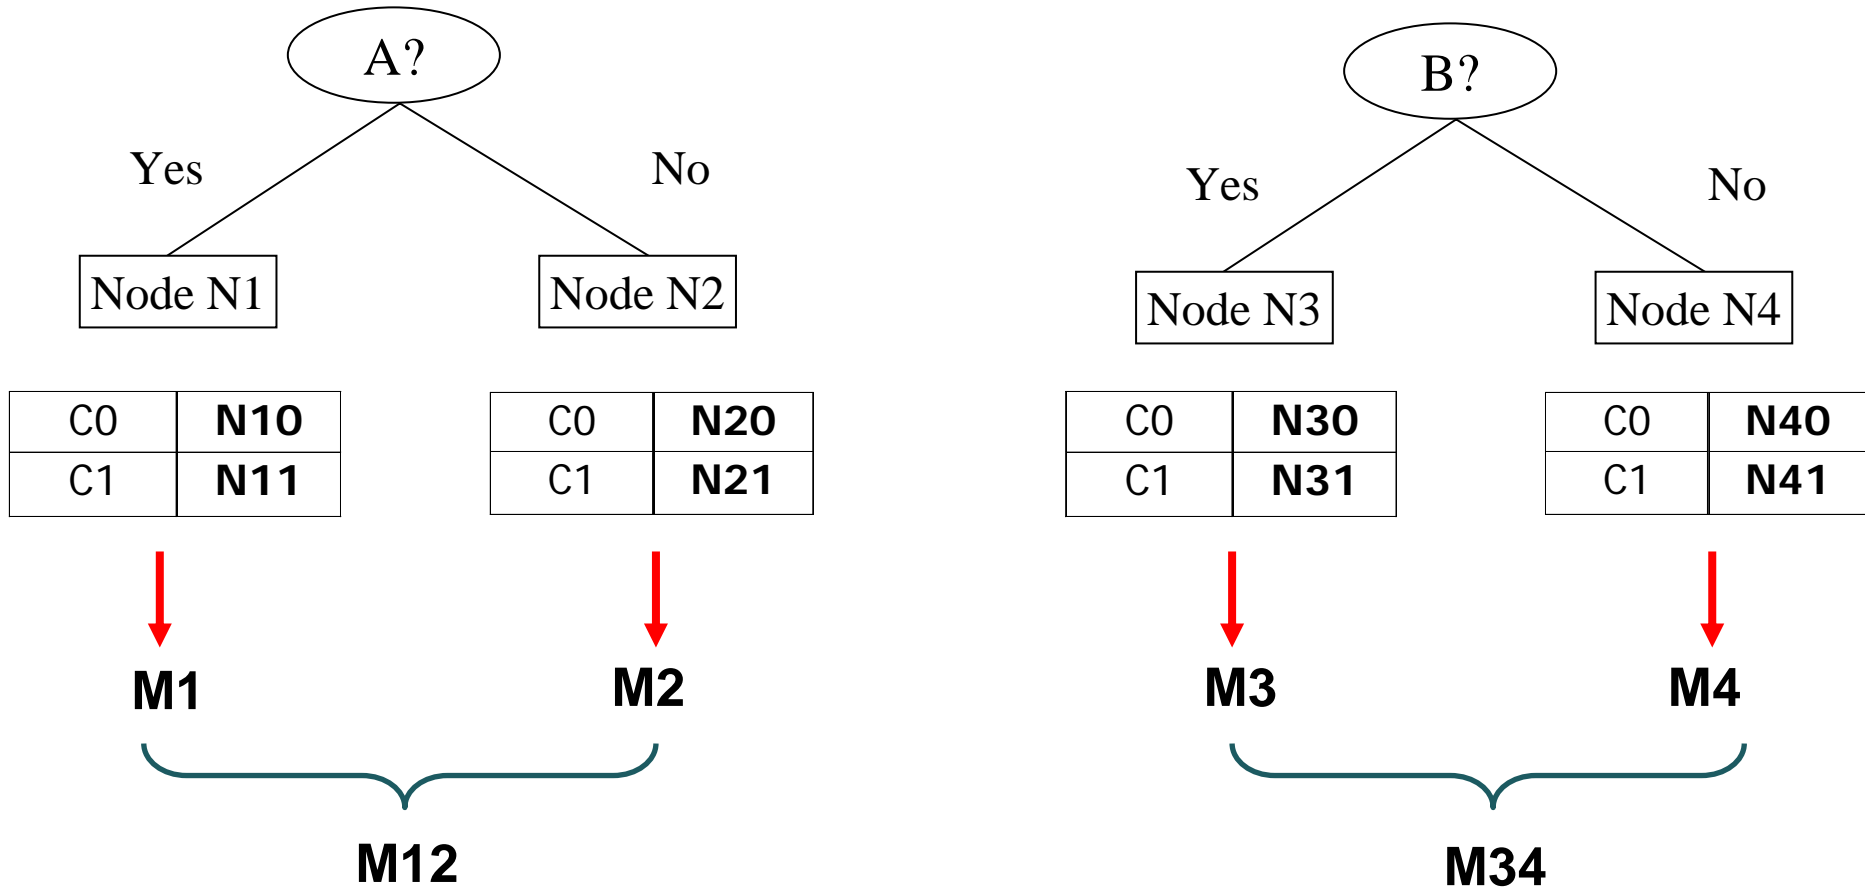 A?
Yes
No
Node N1
Node N2
C0 N10
C1 N11
C0 N20
C1 N21
M1
M2
M12
B?
Yes
No
Node N3
Node N4
C0 N30
C1 N31
C0 N40
C1 N41
M3
M4
M34